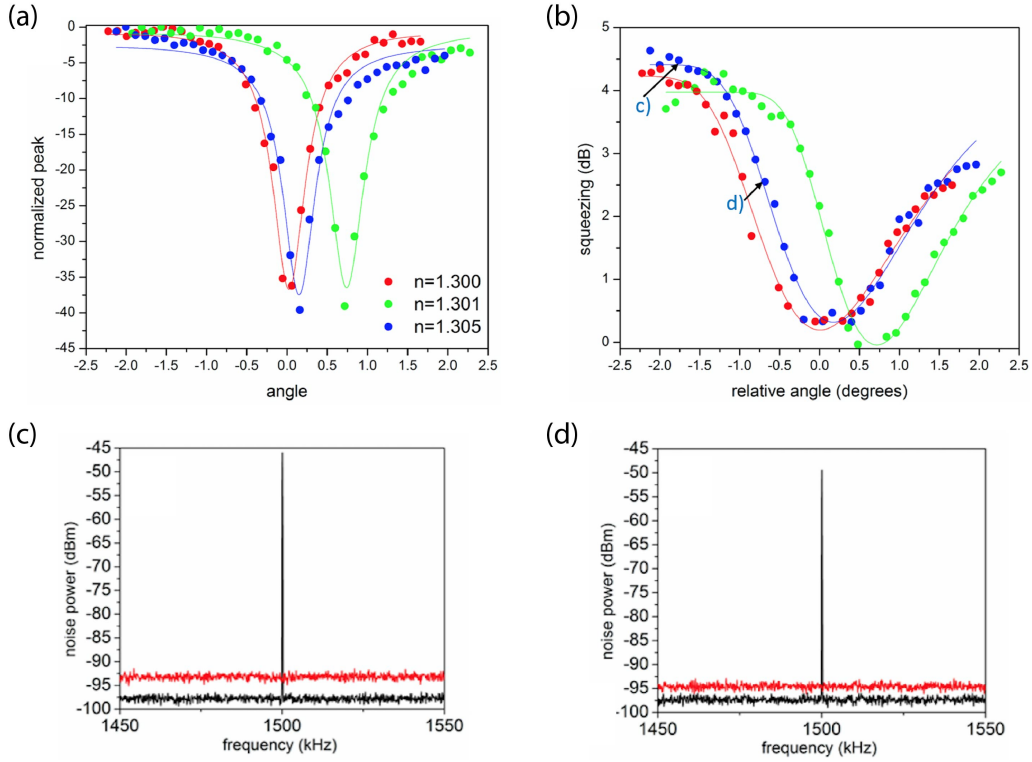 (a)
0
-5
-10
-15
-20
-25
-30
-35
-40
-45
normalized peak
-2.0 -1.5 -1.0 -0.5 0.0 0.5 1.0 1.5 2.0 2.5
angle
n=1.300
n=1.301
n=1.305
(b)
5
4
3
2
1
0
squeezing (dB)
c)
d)
-2.5 -2.0 -1.5 -1.0 -0.5 0.0 0.5 1.0 1.5 2.0 2.5
relative angle (degrees)
(c)
-45
-50
-55
-60
-65
-70
-75
-80
-85
-90
-95
-100
noise power (dBm)
1450 1500 1550
frequency (kHz)
(d)
-45
-50
-55
-60
-65
-70
-75
-80
-85
-90
-95
-100
noise power (dBm)
1450 1500 1550
frequency (kHz)